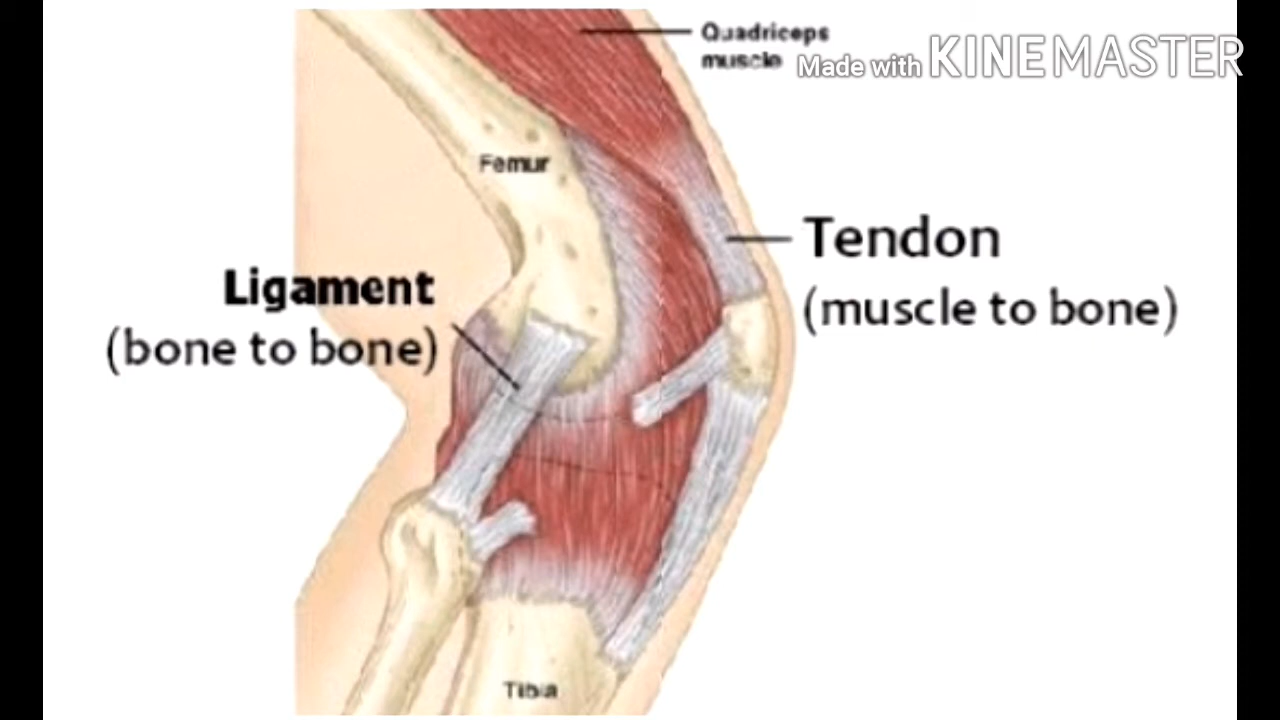 Quadriceps
muscle
Made with KINEMASTER
Femur
Tendon
(muscle to bone)
Ligament
(bone to bone)
Tibia